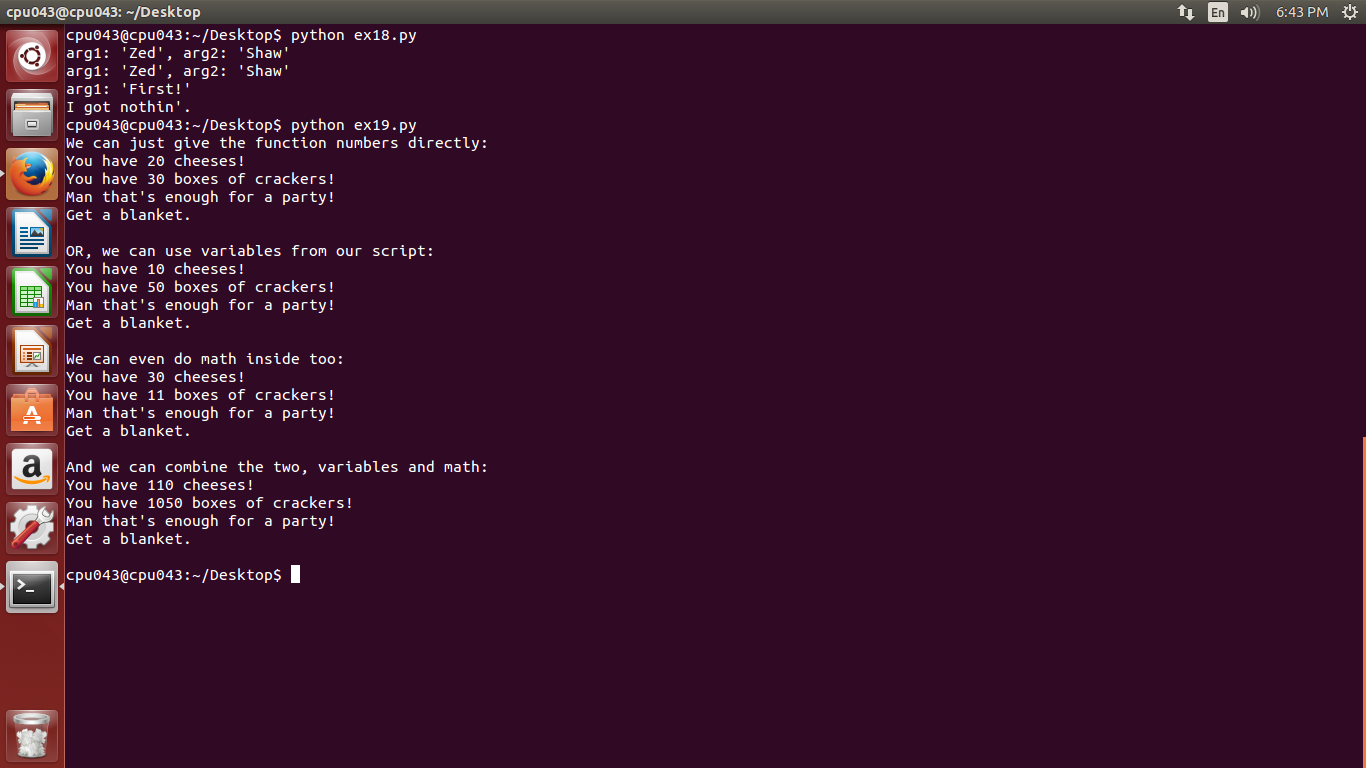 cpu043@cpu043: ~/Desktop
En
6:43 PM
cpu043@cpu043:~/Desktop$ python ex18.py
arg1: 'Zed', arg2: 'Shaw'
arg1: 'Zed', arg2: 'Shaw'
arg1: 'First!'
I got nothin'.
cpu043@cpu043:~/Desktop$ python ex19.py
We can just give the function numbers directly:
You have 20 cheeses!
You have 30 boxes of crackers!
Man that's enough for a party!
Get a blanket.

OR, we can use variables from our script:
You have 10 cheeses!
You have 50 boxes of crackers!
Man that's enough for a party!
Get a blanket.

We can even do math inside too:
You have 30 cheeses!
You have 11 boxes of crackers!
Man that's enough for a party!
Get a blanket.

And we can combine the two, variables and math:
You have 110 cheeses!
You have 1050 boxes of crackers!
Man that's enough for a party!
Get a blanket.

cpu043@cpu043:~/Desktop$